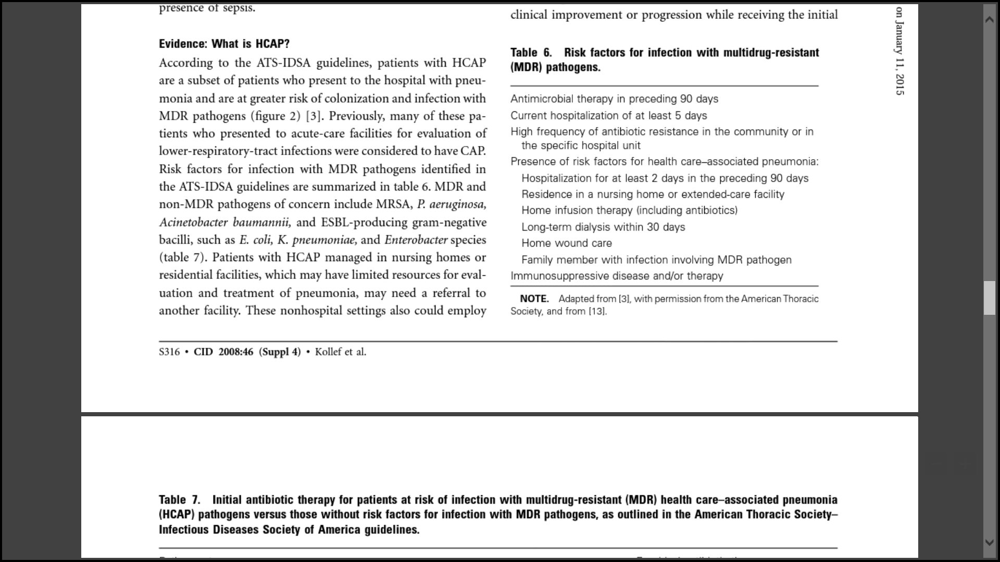 presence of sepsis.
Evidence: What is HCAP?
According to the ATS-IDSA guidelines, patients with HCAP
are a subset of patients who present to the hospital with pneu-
monia and are at greater risk of colonization and infection with
MDR pathogens (figure 2) [3]. Previously, many of these pa-
tients who presented to acute-care facilities for evaluation of
lower-respiratory-tract infections were considered to have CAP.
Risk factors for infection with MDR pathogens identified in
the ATS-IDSA guidelines are summarized in table 6. MDR and
non-MDR pathogens of concern include MRSA, P. aeruginosa,
Acinetobacter baumannii, and ESBL-producing gram-negative
bacilli, such as E. coli, K. pneumoniae, and Enterobacter species
(table 7). Patients with HCAP managed in nursing homes or
residential facilities, which may have limited resources for eval-
uation and treatment of pneumonia, may need a referral to
another facility. These nonhospital settings also could employ
clinical improvement or progression while receiving the initial
Table 6. Risk factors for infection with multidrug-resistant
(MDR) pathogens.
Antimicrobial therapy in preceding 90 days
Current hospitalization of at least 5 days
High frequency of antibiotic resistance in the community or in
the specific hospital unit
Presence of risk factors for health care–associated pneumonia:
Hospitalization for at least 2 days in the preceding 90 days
Residence in a nursing home or extended-care facility
Home infusion therapy (including antibiotics)
Long-term dialysis within 30 days
Home wound care
Family member with infection involving MDR pathogen
Immunosuppressive disease and/or therapy
NOTE. Adapted from [3], with permission from the American Thoracic
Society, and from [13].
on January 11, 2015
S316 • CID 2008:46 (Suppl 4) • Kollef et al.
Table 7. Initial antibiotic therapy for patients at risk of infection with multidrug-resistant (MDR) health care–associated pneumonia
(HCAP) pathogens versus those without risk factors for infection with MDR pathogens, as outlined in the American Thoracic Society–
Infectious Diseases Society of America guidelines.